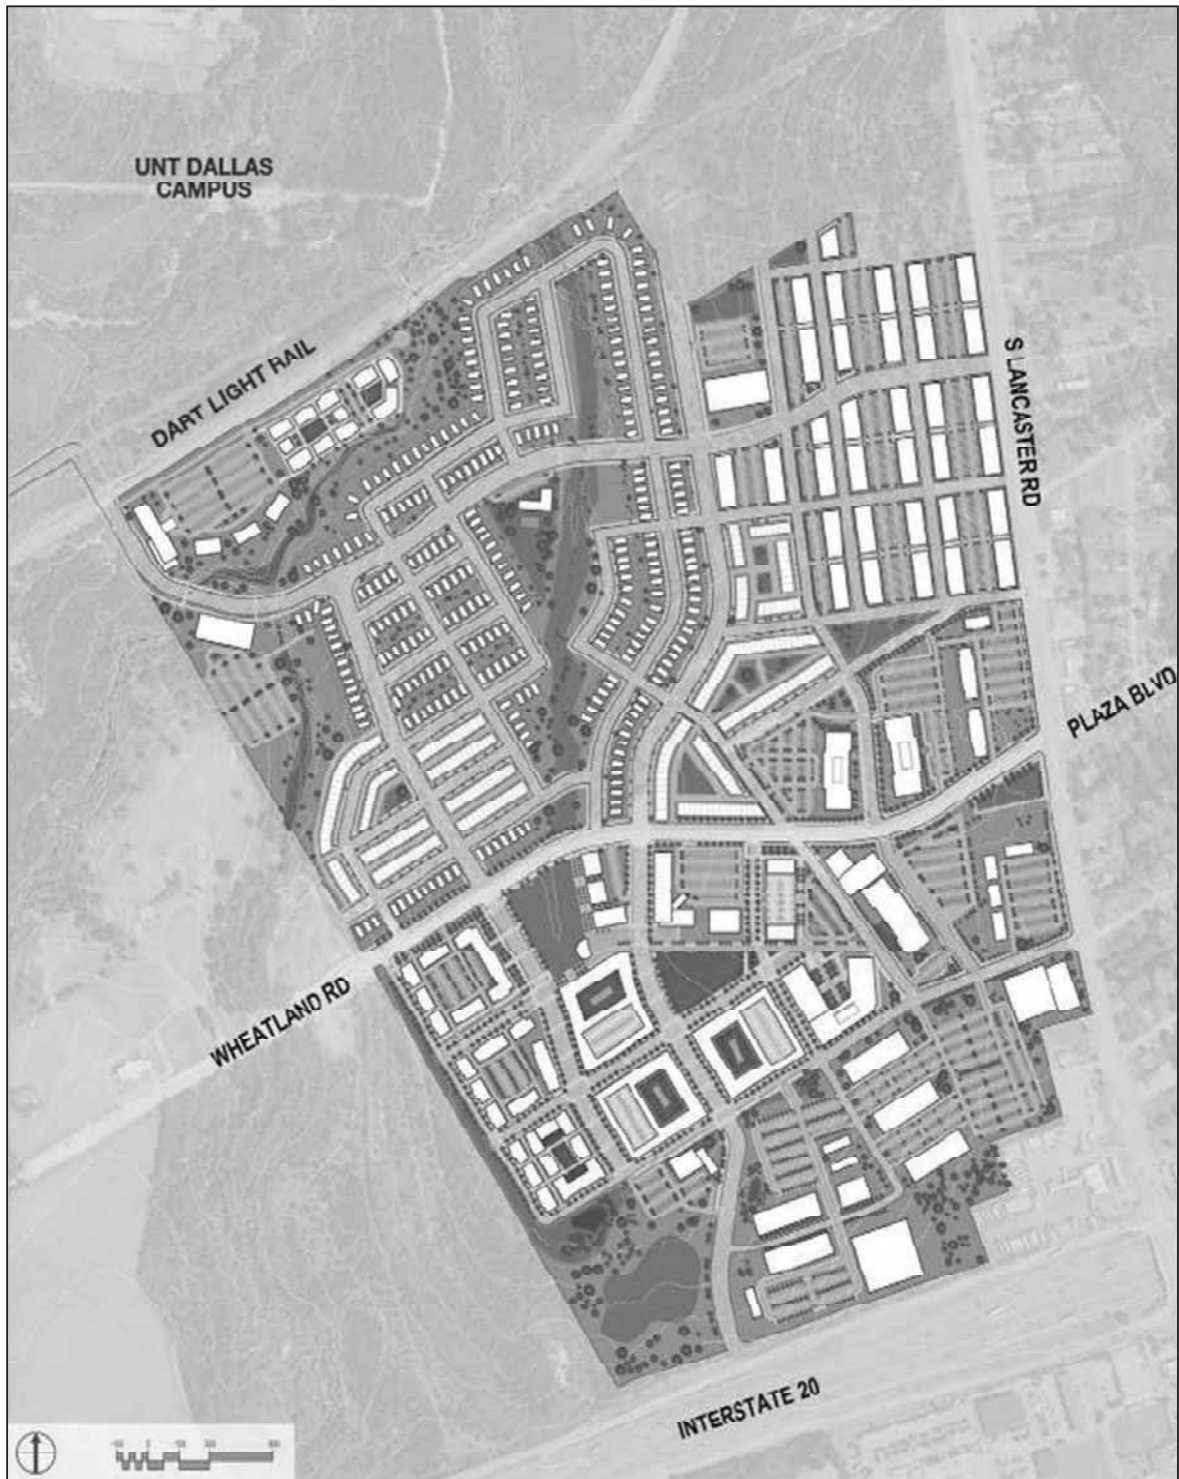 UNT DALLAS
CAMPUS
DART LIGHT RAIL
S LANCASTER RD
PLAZA BLVD
WHEATLAND RD
INTERSTATE 20